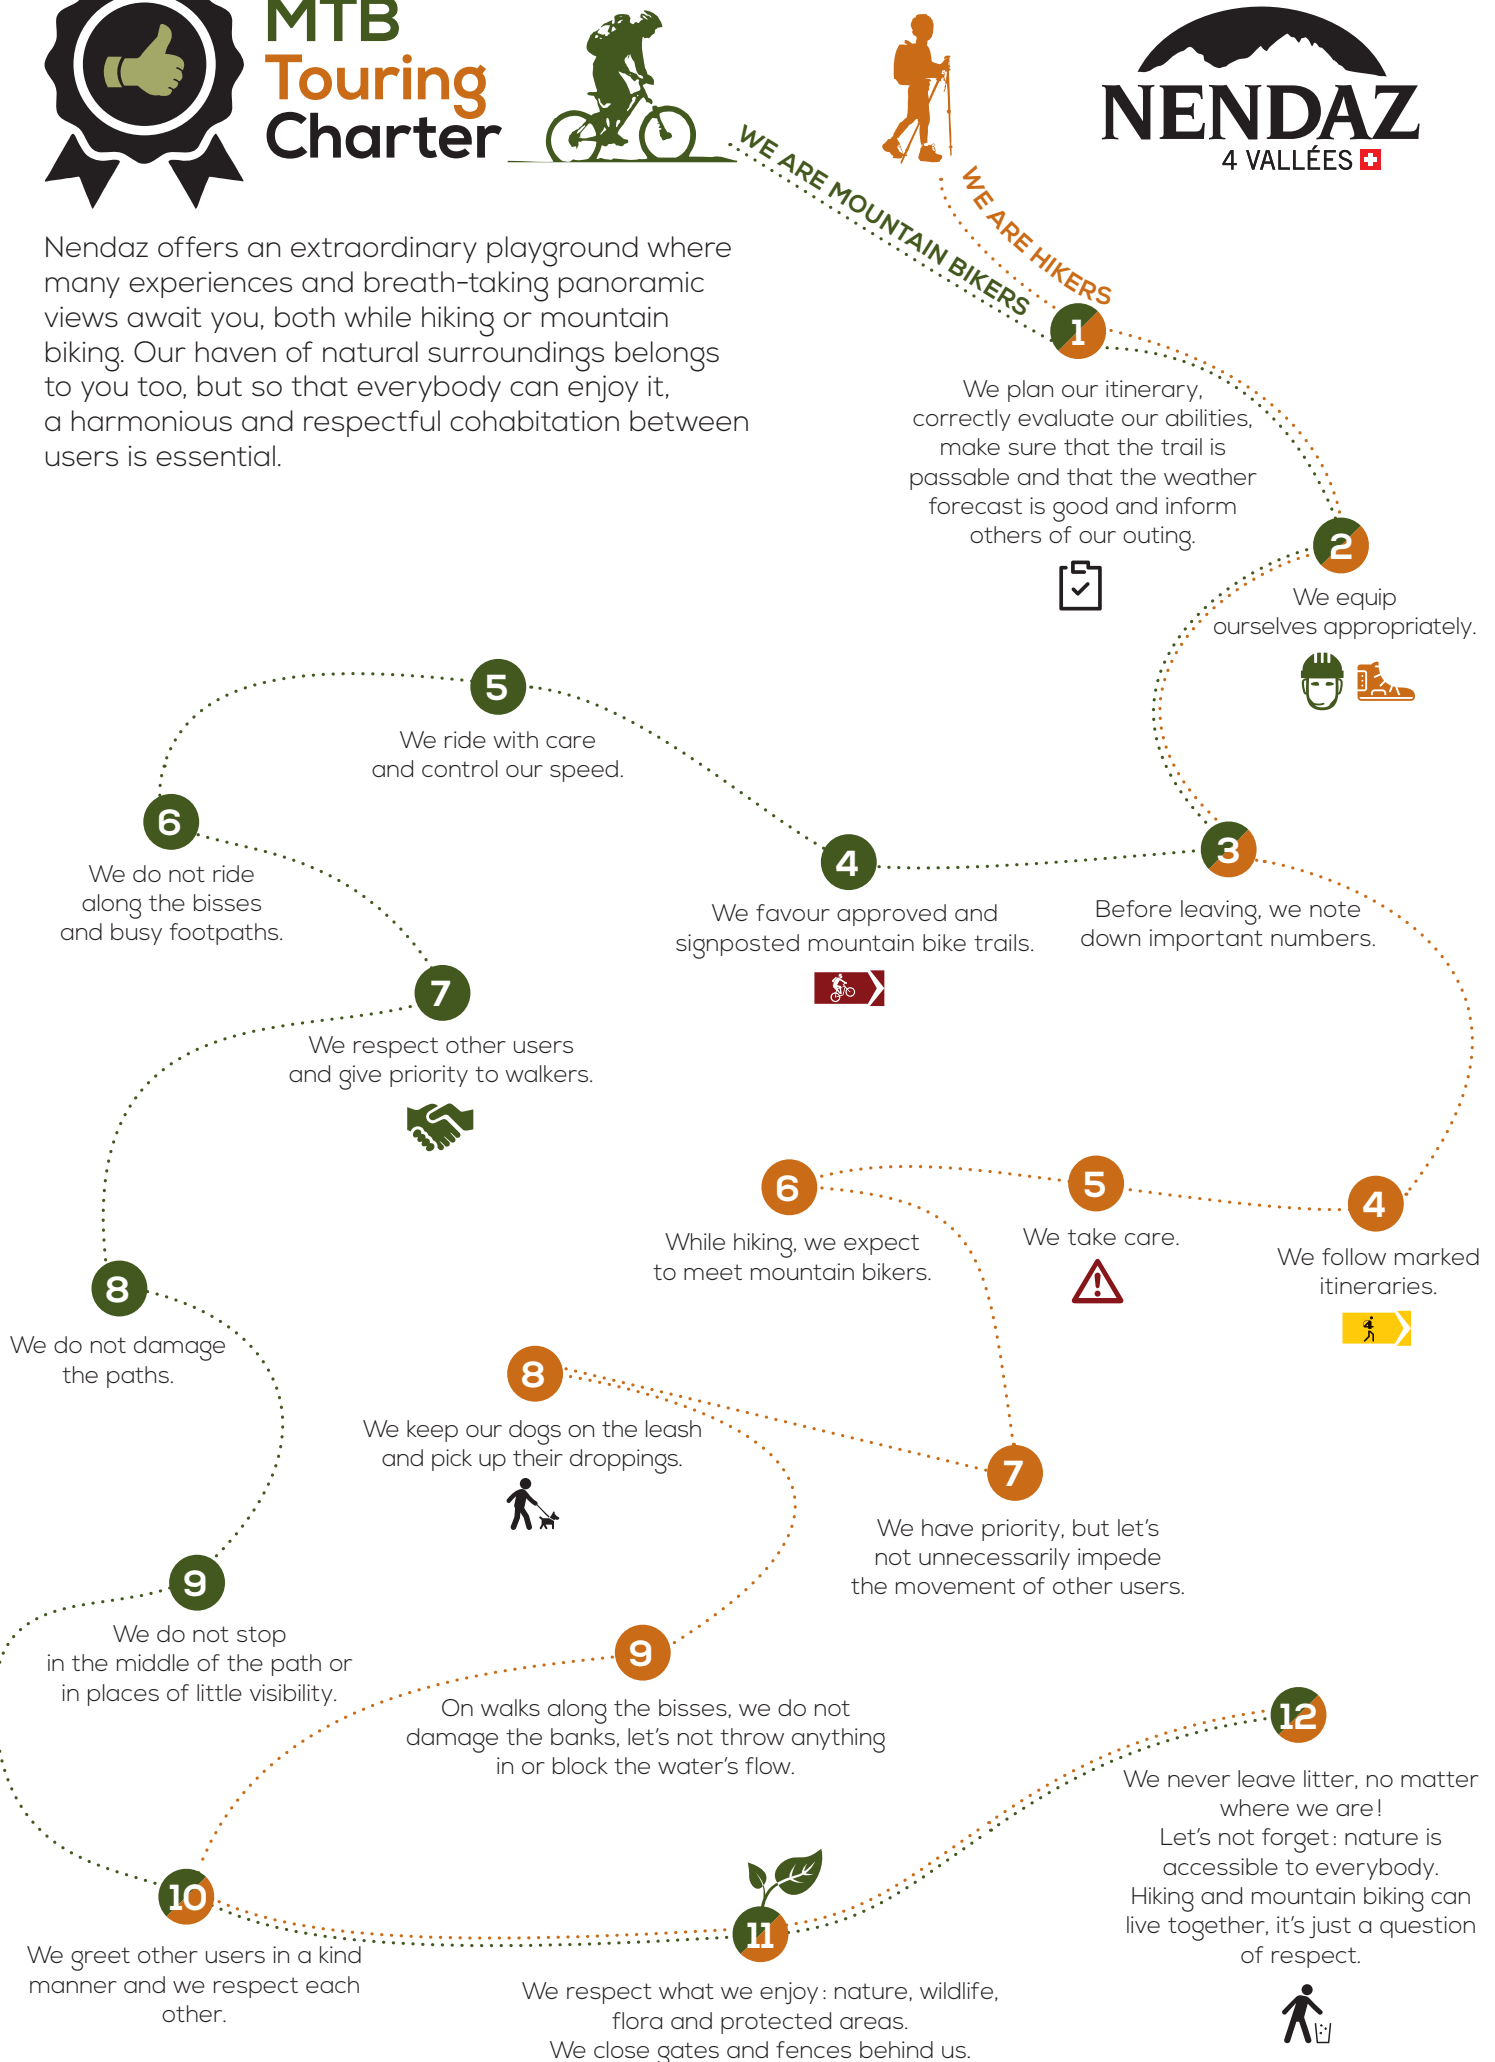 MTB
Touring
Charter
WE ARE MOUNTAIN BIKERS
WE ARE HIKERS
NENDAZ
4 VALLÉES
Nendaz offers an extraordinary playground where
many experiences and breath-taking panoramic
views await you, both while hiking or mountain
biking. Our haven of natural surroundings belongs
to you too, but so that everybody can enjoy it,
a harmonious and respectful cohabitation between
users is essential.
1
We plan our itinerary,
correctly evaluate our abilities,
make sure that the trail is
passable and that the weather
forecast is good and inform
others of our outing.
2
We equip
ourselves appropriately.
3
Before leaving, we note
down important numbers.
4
We favour approved and
signposted mountain bike trails.
5
We ride with care
and control our speed.
6
We do not ride
along the bisses
and busy footpaths.
7
We respect other users
and give priority to walkers.
8
We do not damage
the paths.
9
We do not stop
in the middle of the path or
in places of little visibility.
4
We follow marked
itineraries.
5
We take care.
6
While hiking, we expect
to meet mountain bikers.
7
We have priority, but let's
not unnecessarily impede
the movement of other users.
8
We keep our dogs on the leash
and pick up their droppings.
9
On walks along the bisses, we do not
damage the banks, let's not throw anything
in or block the water's flow.
10
We greet other users in a kind
manner and we respect each
other.
11
We respect what we enjoy : nature, wildlife,
flora and protected areas.
We close gates and fences behind us.
12
We never leave litter, no matter
where we are !
Let's not forget : nature is
accessible to everybody.
Hiking and mountain biking can
live together, it's just a question
of respect.